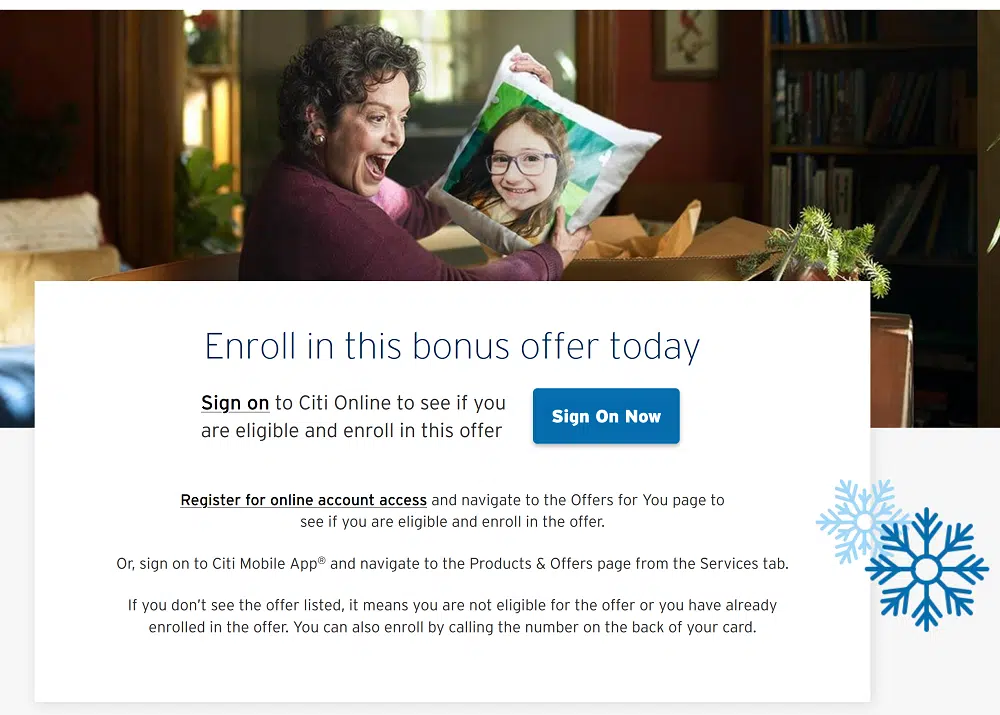 Enroll in this bonus offer today
Sign on to Citi Online to see if you
are eligible and enroll in this offer
Sign On Now
Register for online account access and navigate to the Offers for You page to
see if you are eligible and enroll in the offer.
Or, sign on to Citi Mobile App® and navigate to the Products & Offers page from the Services tab.
If you don’t see the offer listed, it means you are not eligible for the offer or you have already
enrolled in the offer. You can also enroll by calling the number on the back of your card.